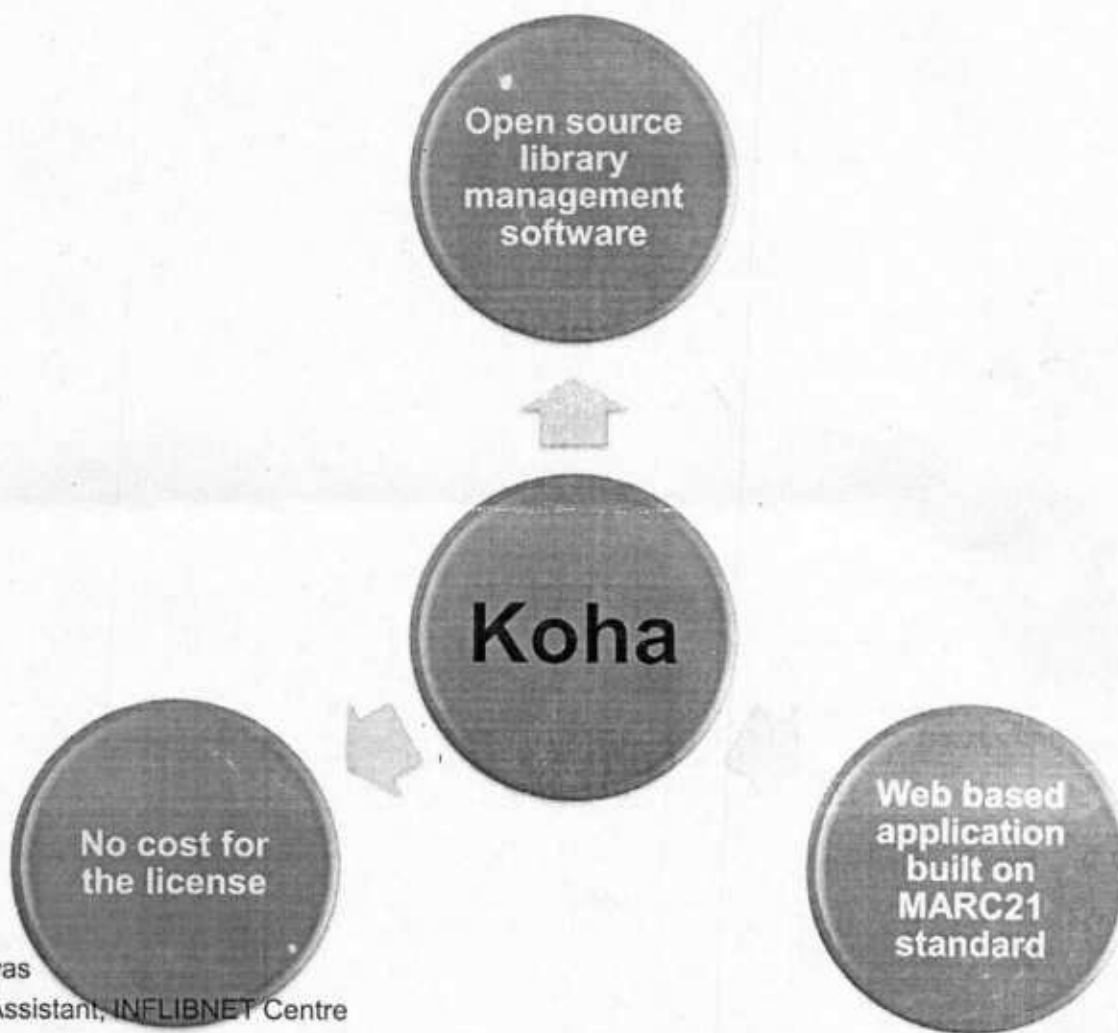 Open source
library
management
software
Koha
No cost for
the license
Web based
application
built on
MARC21
standard
Assistant, INFLIBNET Centre